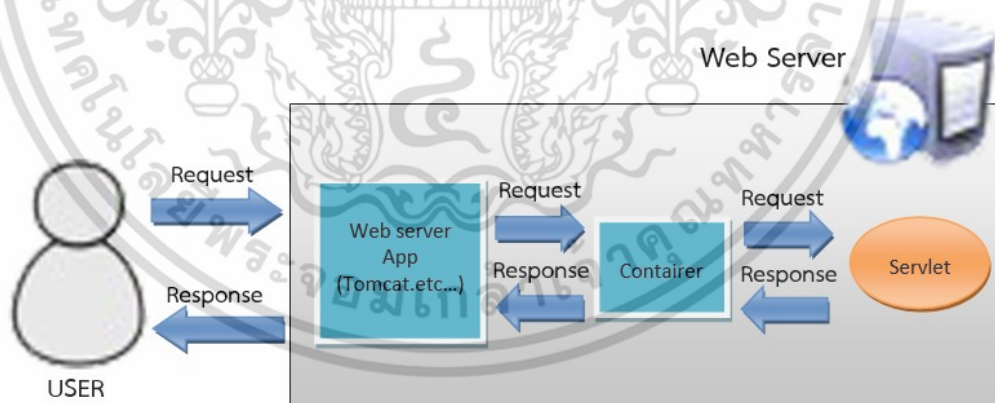 Web Server
Request
Response
USER
Web server
App
(Tomcat.etc...)
Request
Response
Contairer
Request
Response
Servlet